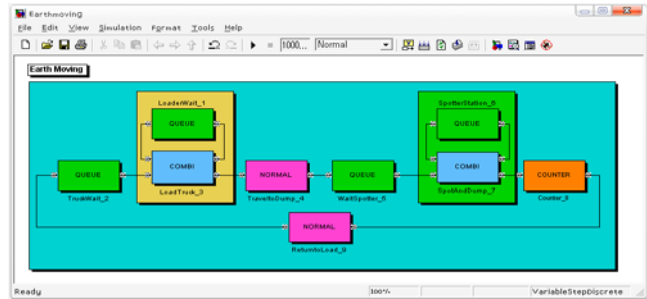 Earthmoving
File Edit View Simulation Format Tools Help
1000... Normal
Earth Moving
LoaderWait_1
QUEUE
SpotterStation_6
QUEUE
QUEUE
COMBI
NORMAL
QUEUE
COMBI
COUNTER
TruckWait_2
LoadTruck_3
TraveltoDump_4
WaitSpotter_5
SpotAndDump_7
Counter_8
NORMAL
ReturntoLoad_9
Ready
100%
VariableStepDiscrete